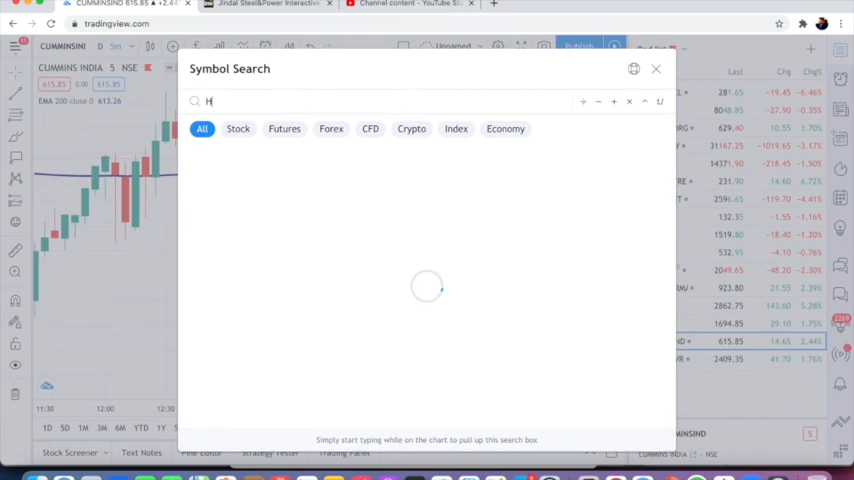 CUMMINSIND 615.85 ▲ +2.44% ×
Jindal Steel&Power Interactive ×
Channel content - YouTube St ×
+
tradingview.com
CUMMINSINI D 5m
Unnamed
Publish
Symbol Search
CUMMINS INDIA · 5 · NSE
615.85 0.00 615.85
EMA 200 close 0 613.26
H
÷ − + × ^ 1/
All Stock Futures Forex CFD Crypto Index Economy
Last Chg Chg%
281.65 -19.45 -6.46%
8048.85 -27.90 -0.35%
629.40 10.55 1.70%
31167.25 -1019.65 -3.17%
14371.90 -218.45 -1.50%
231.90 14.60 6.72%
2596.65 -119.70 -4.41%
132.35 -1.55 -1.16%
1519.80 -18.40 -1.20%
532.95 -4.10 -0.76%
2049.65 -48.20 -2.30%
923.80 21.55 2.39%
2862.75 143.60 5.28%
1694.85 29.10 1.75%
615.85 14.65 2.44%
2409.35 41.70 1.76%
2269
11:30 12:00 12:30
1D 5D 1M 3M 6M YTD 1Y
Simply start typing while on the chart to pull up this search box
MMINSIND 5
CUMMINS INDIA NSE
Stock Screener Text Notes Pine Editor Strategy Tester Trading Panel